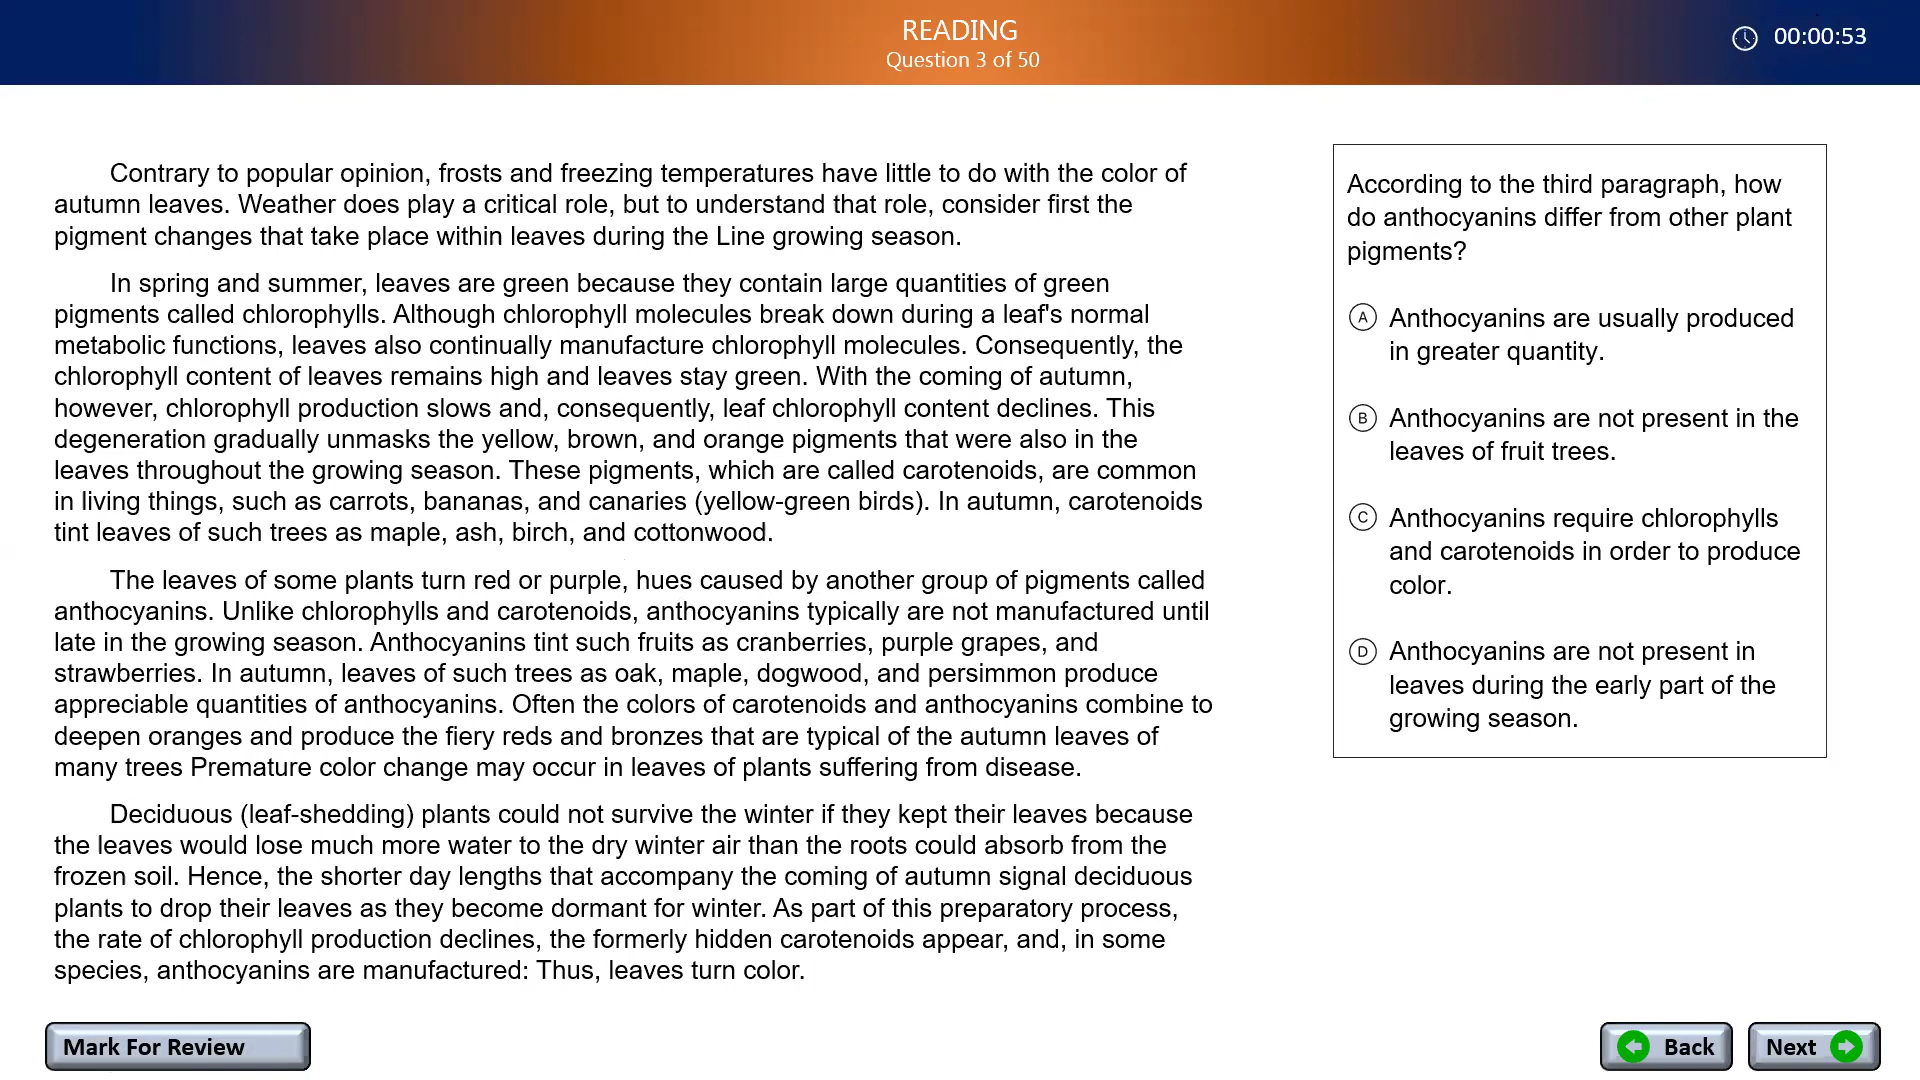 READING
Question 3 of 50
00:00:53
Contrary to popular opinion, frosts and freezing temperatures have little to do with the color of
autumn leaves. Weather does play a critical role, but to understand that role, consider first the
pigment changes that take place within leaves during the Line growing season.
In spring and summer, leaves are green because they contain large quantities of green
pigments called chlorophylls. Although chlorophyll molecules break down during a leaf's normal
metabolic functions, leaves also continually manufacture chlorophyll molecules. Consequently, the
chlorophyll content of leaves remains high and leaves stay green. With the coming of autumn,
however, chlorophyll production slows and, consequently, leaf chlorophyll content declines. This
degeneration gradually unmasks the yellow, brown, and orange pigments that were also in the
leaves throughout the growing season. These pigments, which are called carotenoids, are common
in living things, such as carrots, bananas, and canaries (yellow-green birds). In autumn, carotenoids
tint leaves of such trees as maple, ash, birch, and cottonwood.
The leaves of some plants turn red or purple, hues caused by another group of pigments called
anthocyanins. Unlike chlorophylls and carotenoids, anthocyanins typically are not manufactured until
late in the growing season. Anthocyanins tint such fruits as cranberries, purple grapes, and
strawberries. In autumn, leaves of such trees as oak, maple, dogwood, and persimmon produce
appreciable quantities of anthocyanins. Often the colors of carotenoids and anthocyanins combine to
deepen oranges and produce the fiery reds and bronzes that are typical of the autumn leaves of
many trees Premature color change may occur in leaves of plants suffering from disease.
Deciduous (leaf-shedding) plants could not survive the winter if they kept their leaves because
the leaves would lose much more water to the dry winter air than the roots could absorb from the
frozen soil. Hence, the shorter day lengths that accompany the coming of autumn signal deciduous
plants to drop their leaves as they become dormant for winter. As part of this preparatory process,
the rate of chlorophyll production declines, the formerly hidden carotenoids appear, and, in some
species, anthocyanins are manufactured: Thus, leaves turn color.
According to the third paragraph, how
do anthocyanins differ from other plant
pigments?
A Anthocyanins are usually produced
in greater quantity.
B Anthocyanins are not present in the
leaves of fruit trees.
C Anthocyanins require chlorophylls
and carotenoids in order to produce
color.
D Anthocyanins are not present in
leaves during the early part of the
growing season.
Mark For Review
Back
Next